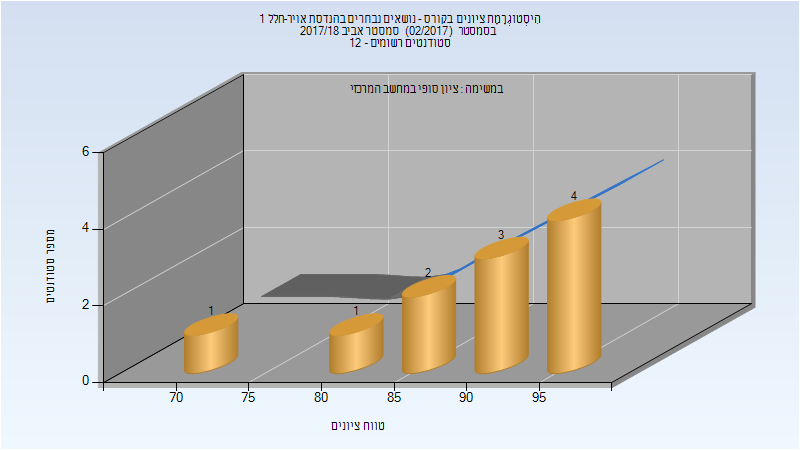 היסטוגרמת ציונים בקורס - נושאים נבחרים בהנדסת אויר-חלל 1
בסמסטר (02/2017) סמסטר אביב 2017/18
סטודנטים רשומים - 12
במשימה : ציון סופי במחשב המרכזי
6
4
2
0
מספר סטודנטים
1
1
2
3
4
70
75
80
85
90
95
טווח ציונים